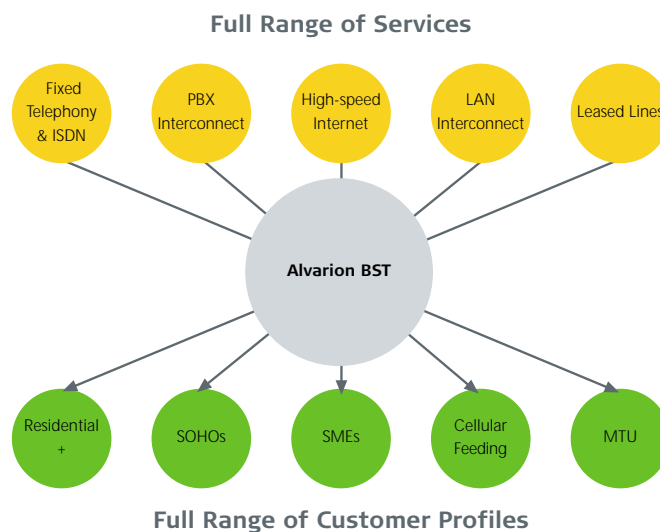 Full Range of Services
Fixed
Telephony
& ISDN
PBX
Interconnect
High-speed
Internet
LAN
Interconnect
Leased Lines
Alvarion BST
Residential
+
SOHOs
SMEs
Cellular
Feeding
MTU
Full Range of Customer Profiles